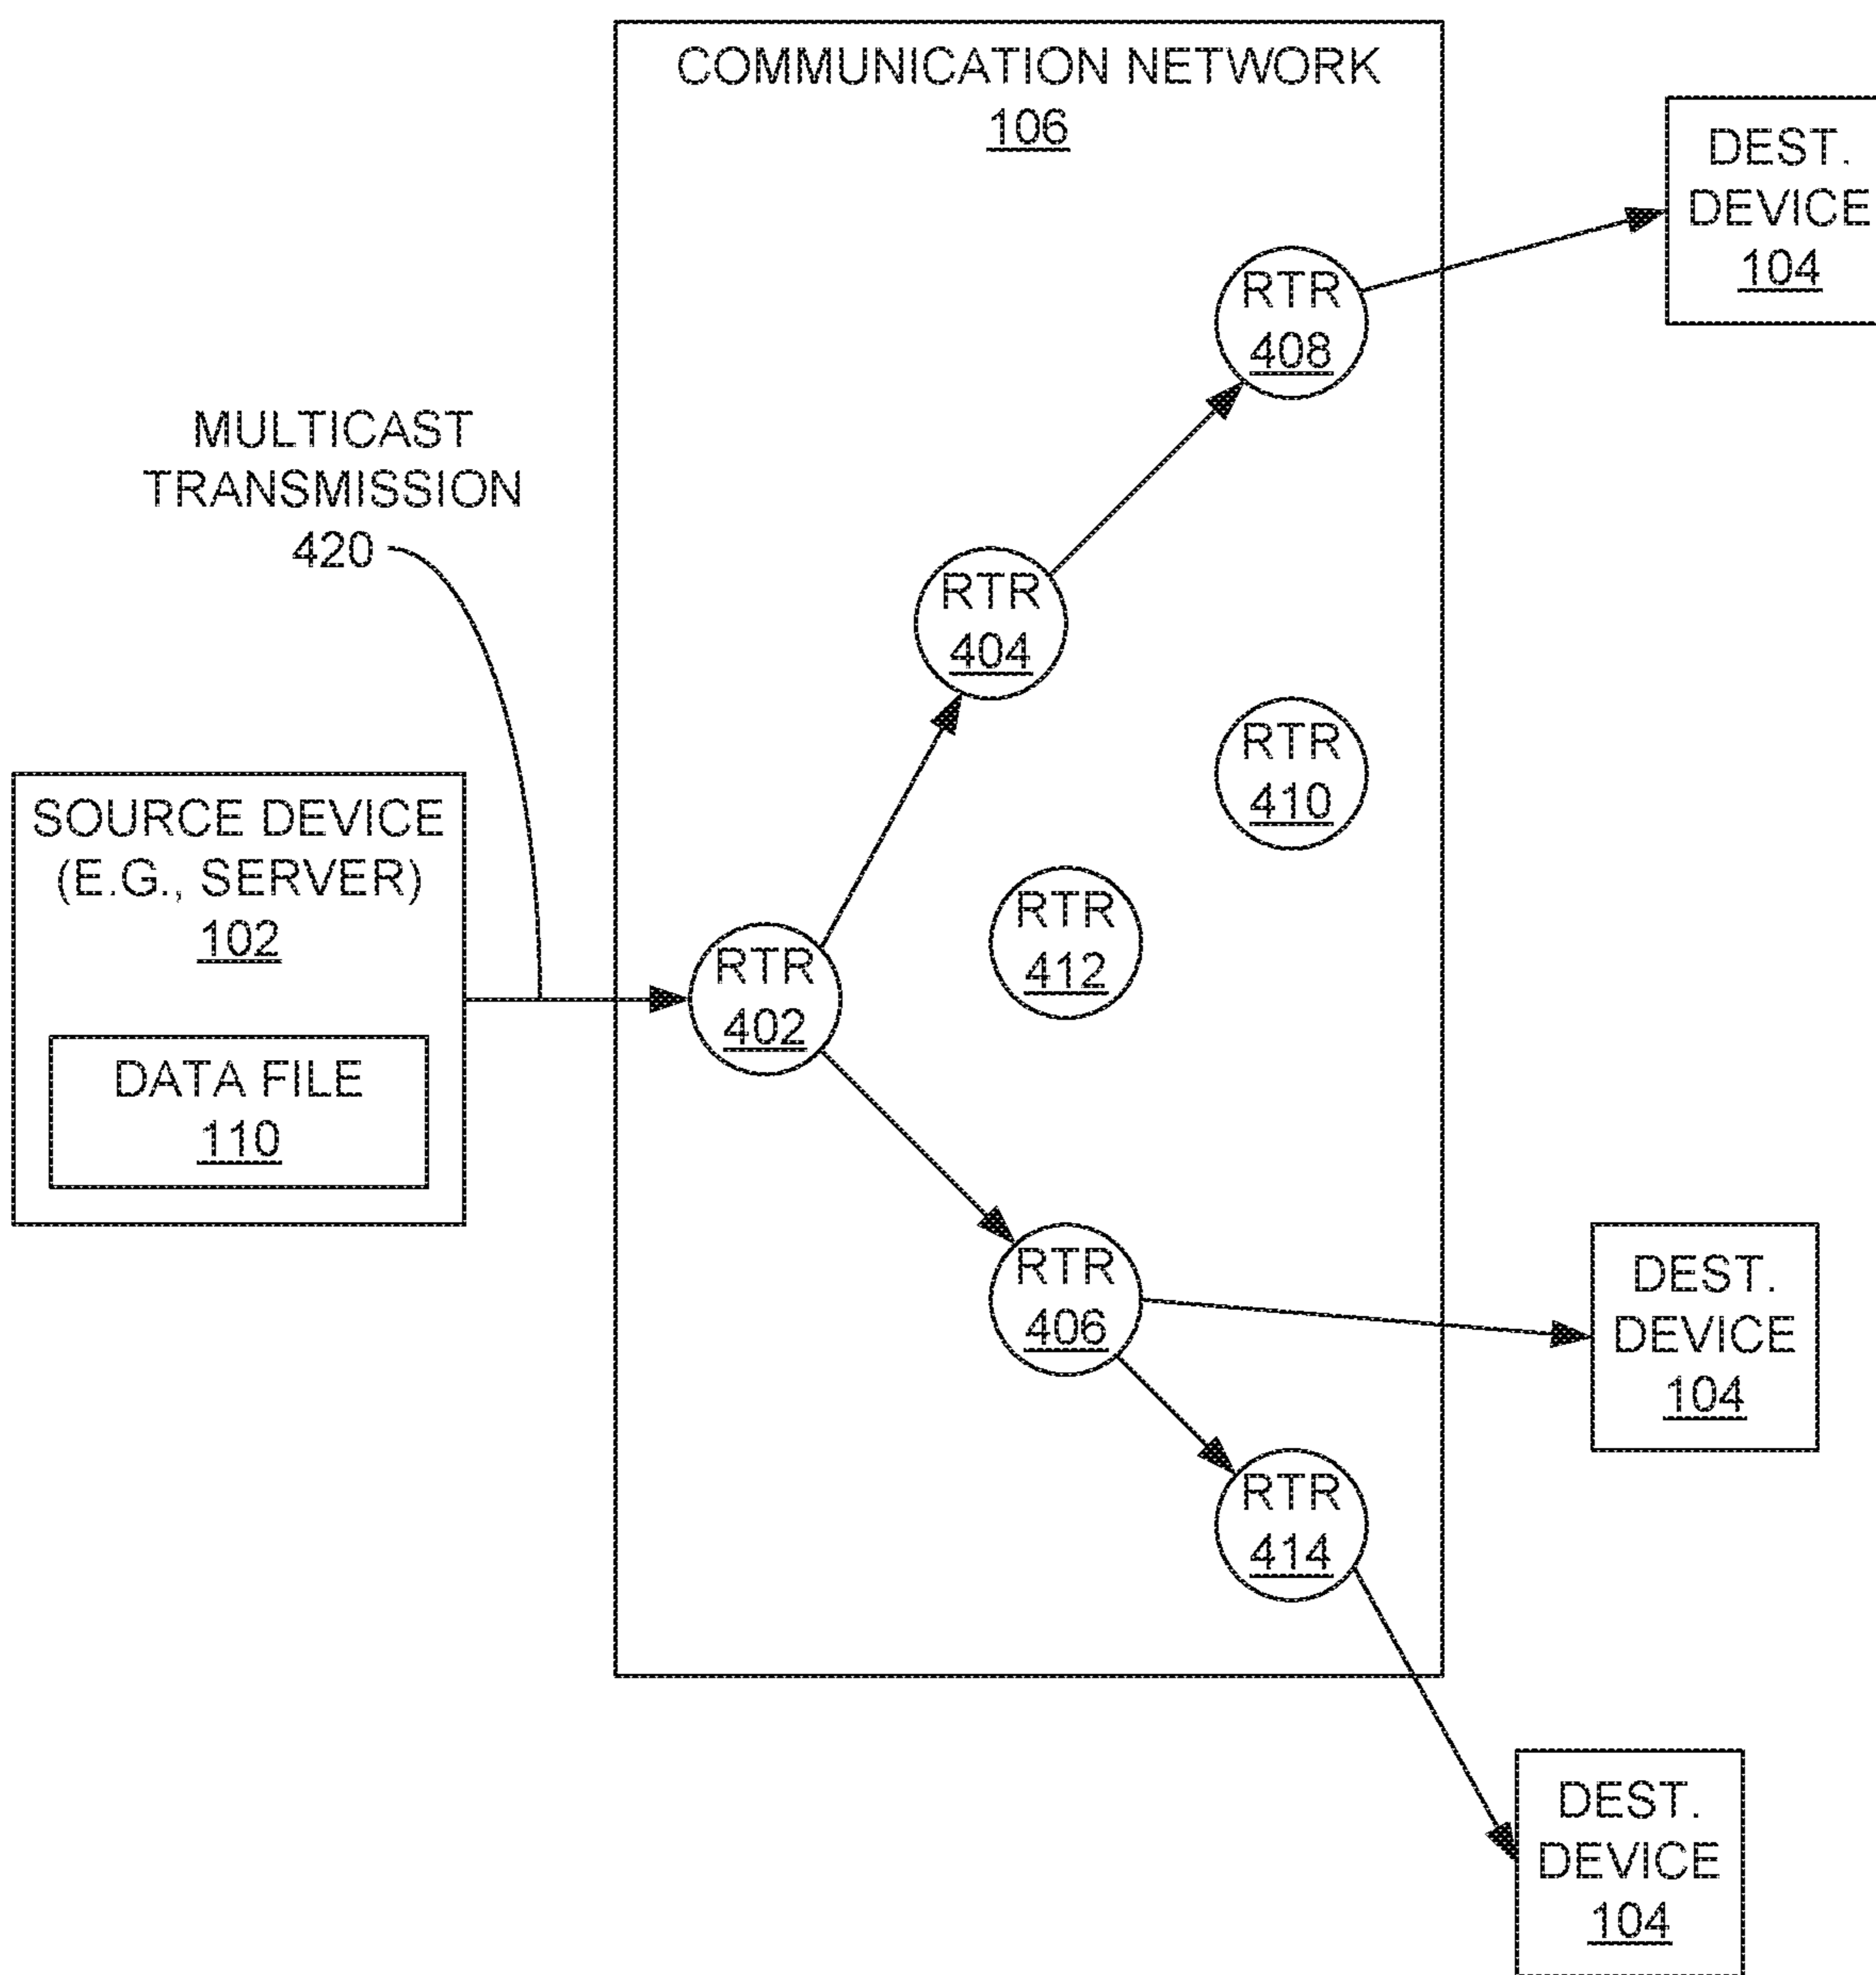 COMMUNICATION NETWORK
106
DEST.
DEVICE
104
RTR
408
MULTICAST
TRANSMISSION
420
RTR
404
RTR
410
SOURCE DEVICE
(E.G., SERVER)
102
DATA FILE
110
RTR
412
RTR
402
RTR
406
DEST.
DEVICE
104
RTR
414
DEST.
DEVICE
104